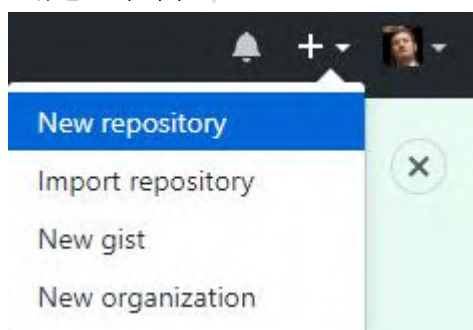 New repository
Import repository
New gist
New organization